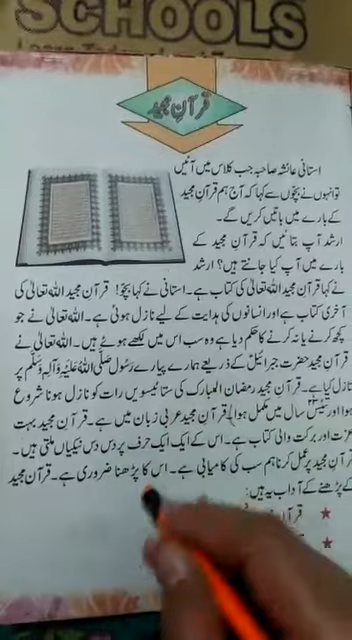 SCHOOLS
قرآنِ مجید
استانی عائشہ صاحبہ جب کلاس میں آئیں
تو انہوں نے بچّوں سے کہا کہ آج ہم قرآنِ مجید
کے بارے میں باتیں کریں گے۔
ارشد آپ بتائیں کہ قرآنِ مجید کے
بارے میں آپ کیا جانتے ہیں؟ ارشد
نے کہا قرآنِ مجید اللہ تعالیٰ کی کتاب ہے۔ استانی نے کہا بچّو! قرآنِ مجید اللہ تعالیٰ کی
آخری کتاب ہے اور انسانوں کی ہدایت کے لیے نازل ہوئی ہے۔ اللہ تعالیٰ نے جو
کچھ کرنے یا نہ کرنے کا حکم دیا ہے وہ سب اس میں لکھے ہوئے ہیں۔ اللہ تعالیٰ نے
قرآنِ مجید حضرت جبرائیلؑ کے ذریعے ہمارے پیارے رَسُول صَلَّی اللہُ عَلَیْہِ وَآلِہٖ وَسَلَّم پر
نازل کیا ہے۔ قرآنِ مجید رمضان المبارک کی ستائیسویں رات کو نازل ہونا شروع
ہوا اور تئیس سال میں مکمل ہوا۔ قرآنِ مجید عربی زبان میں ہے۔ قرآنِ مجید بہت
عزت اور برکت والی کتاب ہے۔ اس کے ایک ایک حرف پر دس دس نیکیاں ملتی ہیں۔
قرآنِ مجید پر عمل کرنا ہم سب کی کامیابی ہے۔ اس کا پڑھنا ضروری ہے۔ قرآنِ مجید
کے پڑھنے کے آداب یہ ہیں:
قرآنِ